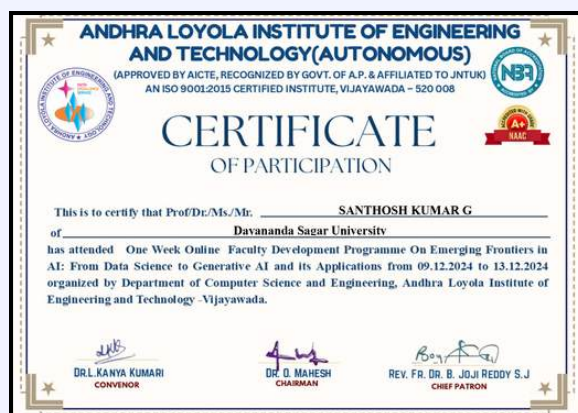 ANDHRA LOYOLA INSTITUTE OF ENGINEERING
AND TECHNOLOGY(AUTONOMOUS)
(APPROVED BY AICTE, RECOGNIZED BY GOVT. OF A.P. & AFFILIATED TO JNTUK)
AN ISO 9001:2015 CERTIFIED INSTITUTE, VIJAYAWADA – 520 008
NBA
A+
NAAC
CERTIFICATE
OF PARTICIPATION
This is to certify that Prof/Dr./Ms./Mr. SANTHOSH KUMAR G
of Davananda Sagar University
has attended One Week Online Faculty Development Programme On Emerging Frontiers in
AI: From Data Science to Generative AI and its Applications from 09.12.2024 to 13.12.2024
organized by Department of Computer Science and Engineering, Andhra Loyola Institute of
Engineering and Technology -Vijayawada.
DR.L.KANYA KUMARI
CONVENOR
DR. O. MAHESH
CHAIRMAN
REV. FR. DR. B. JOJI REDDY S.J
CHIEF PATRON